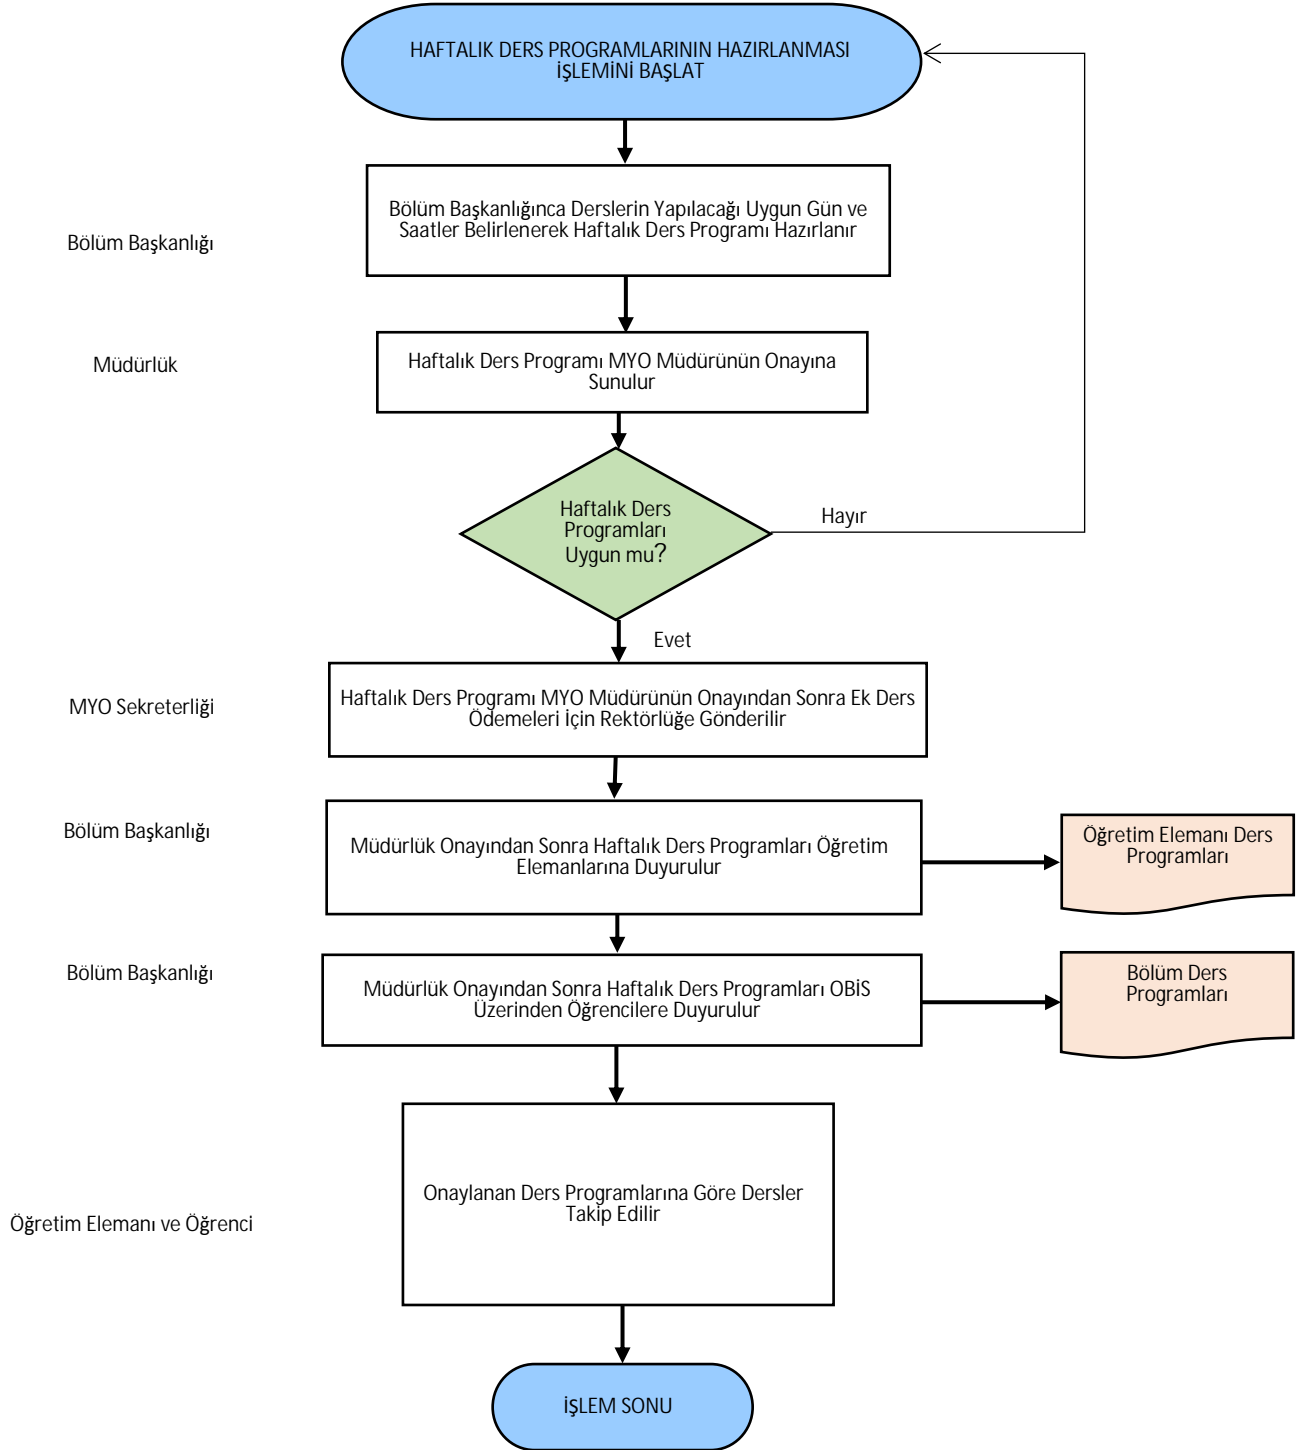 HAFTALIK DERS PROGRAMLARININ HAZIRLANMASI
İŞLEMİNİ BAŞLAT
Bölüm Başkanlığınca Derslerin Yapılacağı Uygun Gün ve
Saatler Belirlenerek Haftalık Ders Programı Hazırlanır
Bölüm Başkanlığı
Müdürlük
Haftalık Ders Programı MYO Müdürünün Onayına
Sunulur
Haftalık Ders
Programları
Uygun mu?
Hayır
Evet
MYO Sekreterliği
Haftalık Ders Programı MYO Müdürünün Onayından Sonra Ek Ders
Ödemeleri İçin Rektörlüğe Gönderilir
Bölüm Başkanlığı
Müdürlük Onayından Sonra Haftalık Ders Programları Öğretim
Elemanlarına Duyurulur
Öğretim Elemanı Ders
Programları
Bölüm Başkanlığı
Müdürlük Onayından Sonra Haftalık Ders Programları OBİS
Üzerinden Öğrencilere Duyurulur
Bölüm Ders
Programları
Onaylanan Ders Programlarına Göre Dersler
Takip Edilir
Öğretim Elemanı ve Öğrenci
İŞLEM SONU